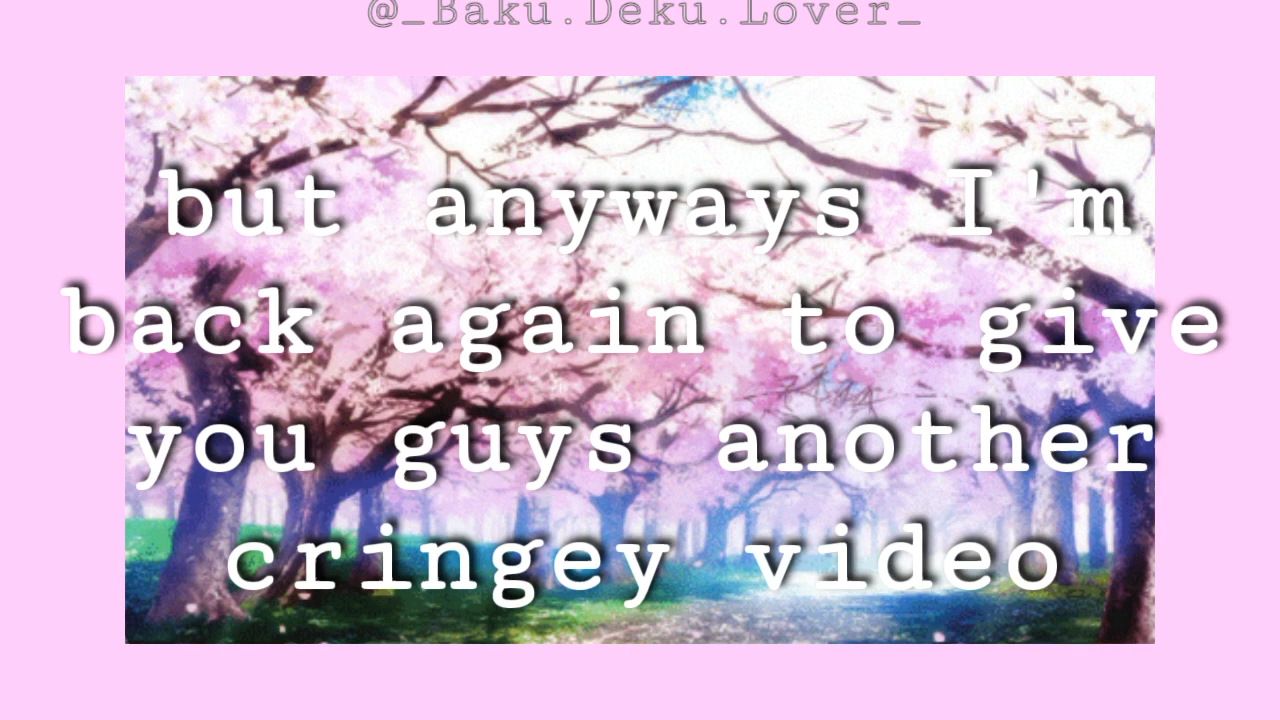 @_Baku.Deku.Lover_
but anyways I'm
back again to give
you guys another
cringey video